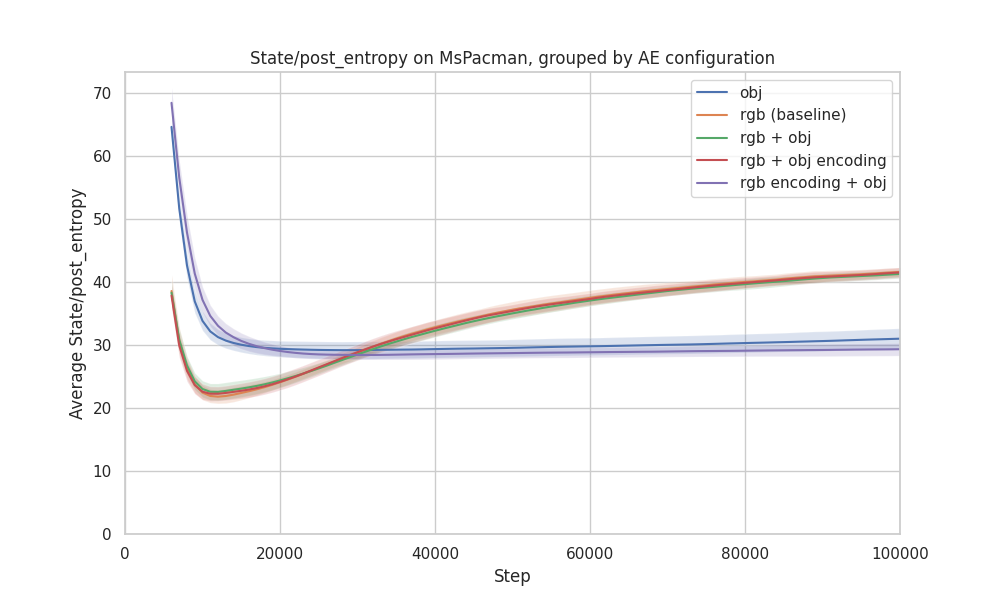 State/post_entropy on MsPacman, grouped by AE configuration
Average State/post_entropy
70
60
50
40
30
20
10
0
obj
rgb (baseline)
rgb + obj
rgb + obj encoding
rgb encoding + obj
0 20000 40000 60000 80000 100000
Step